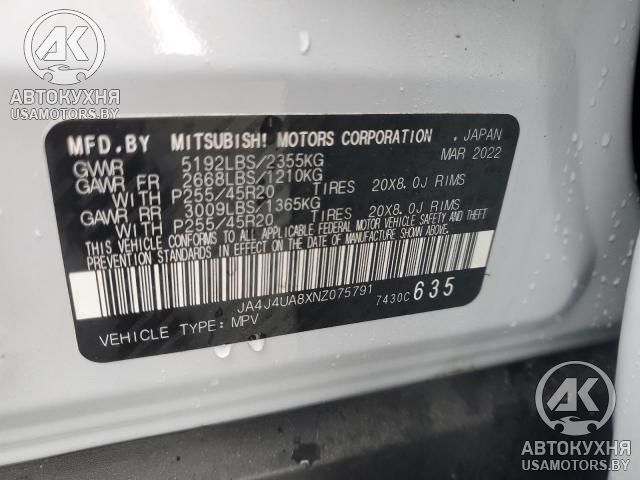 AK
АВТОКУХНЯ
USAMOTORS.BY
MFD.BY MITSUBISHI MOTORS CORPORATION , JAPAN
GVWR 5192LBS/2355KG MAR 2022
GAWR FR 2668LBS/1210KG
WITH P255/45R20 TIRES 20X8.0J RIMS
GAWR RR 3009LBS/1365KG
WITH P255/45R20 TIRES 20X8.0J RIMS
THIS VEHICLE CONFORMS TO ALL APPLICABLE FEDERAL MOTOR VEHICLE SAFETY AND THEFT
PREVENTION STANDARDS IN EFFECT ON THE DATE OF MANUFACTURE SHOWN ABOVE.
JA4J4UA8XNZ075791 7430C 635
VEHICLE TYPE: MPV
AK
АВТОКУХНЯ
USAMOTORS.BY